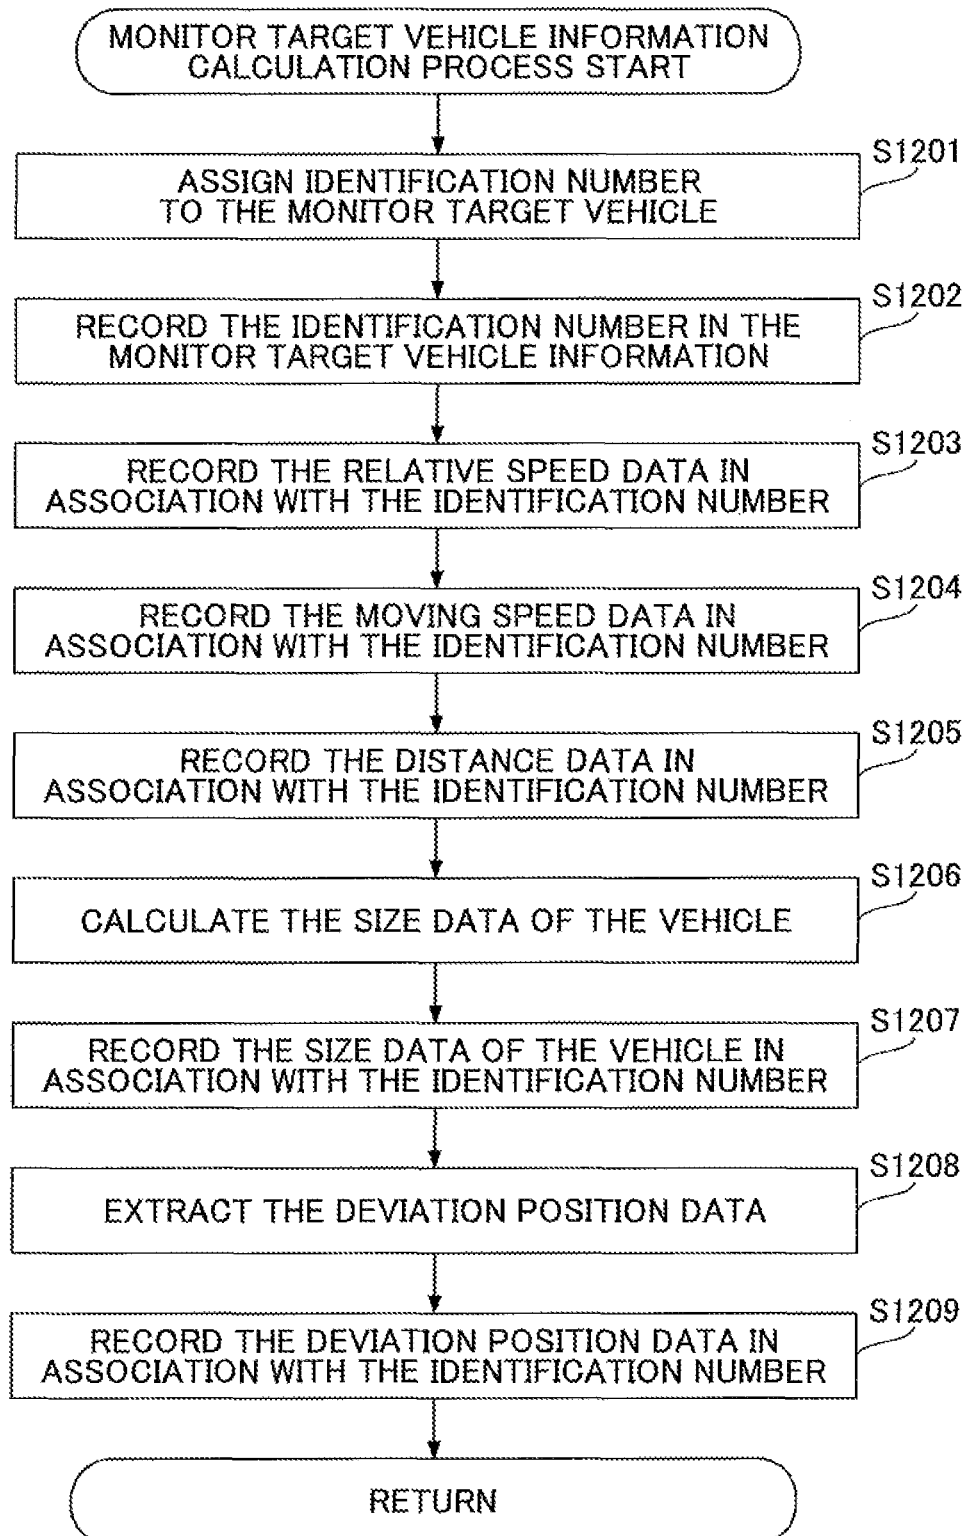 MONITOR TARGET VEHICLE INFORMATION
CALCULATION PROCESS START
S1201
ASSIGN IDENTIFICATION NUMBER
TO THE MONITOR TARGET VEHICLE
S1202
RECORD THE IDENTIFICATION NUMBER IN THE
MONITOR TARGET VEHICLE INFORMATION
S1203
RECORD THE RELATIVE SPEED DATA IN
ASSOCIATION WITH THE IDENTIFICATION NUMBER
S1204
RECORD THE MOVING SPEED DATA IN
ASSOCIATION WITH THE IDENTIFICATION NUMBER
S1205
RECORD THE DISTANCE DATA IN
ASSOCIATION WITH THE IDENTIFICATION NUMBER
S1206
CALCULATE THE SIZE DATA OF THE VEHICLE
S1207
RECORD THE SIZE DATA OF THE VEHICLE IN
ASSOCIATION WITH THE IDENTIFICATION NUMBER
S1208
EXTRACT THE DEVIATION POSITION DATA
S1209
RECORD THE DEVIATION POSITION DATA IN
ASSOCIATION WITH THE IDENTIFICATION NUMBER
RETURN